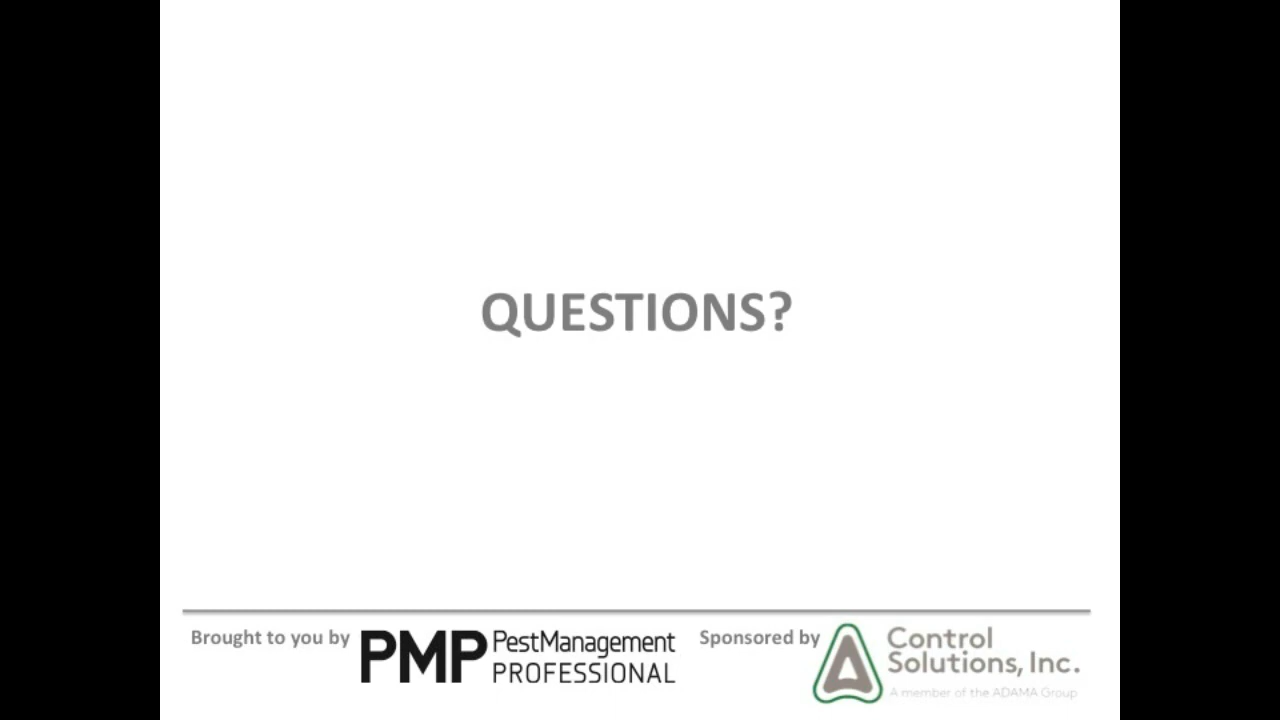 QUESTIONS?
Brought to you by
PMP
PestManagement
PROFESSIONAL
Sponsored by
Control
Solutions, Inc.
A member of the ADAMA Group